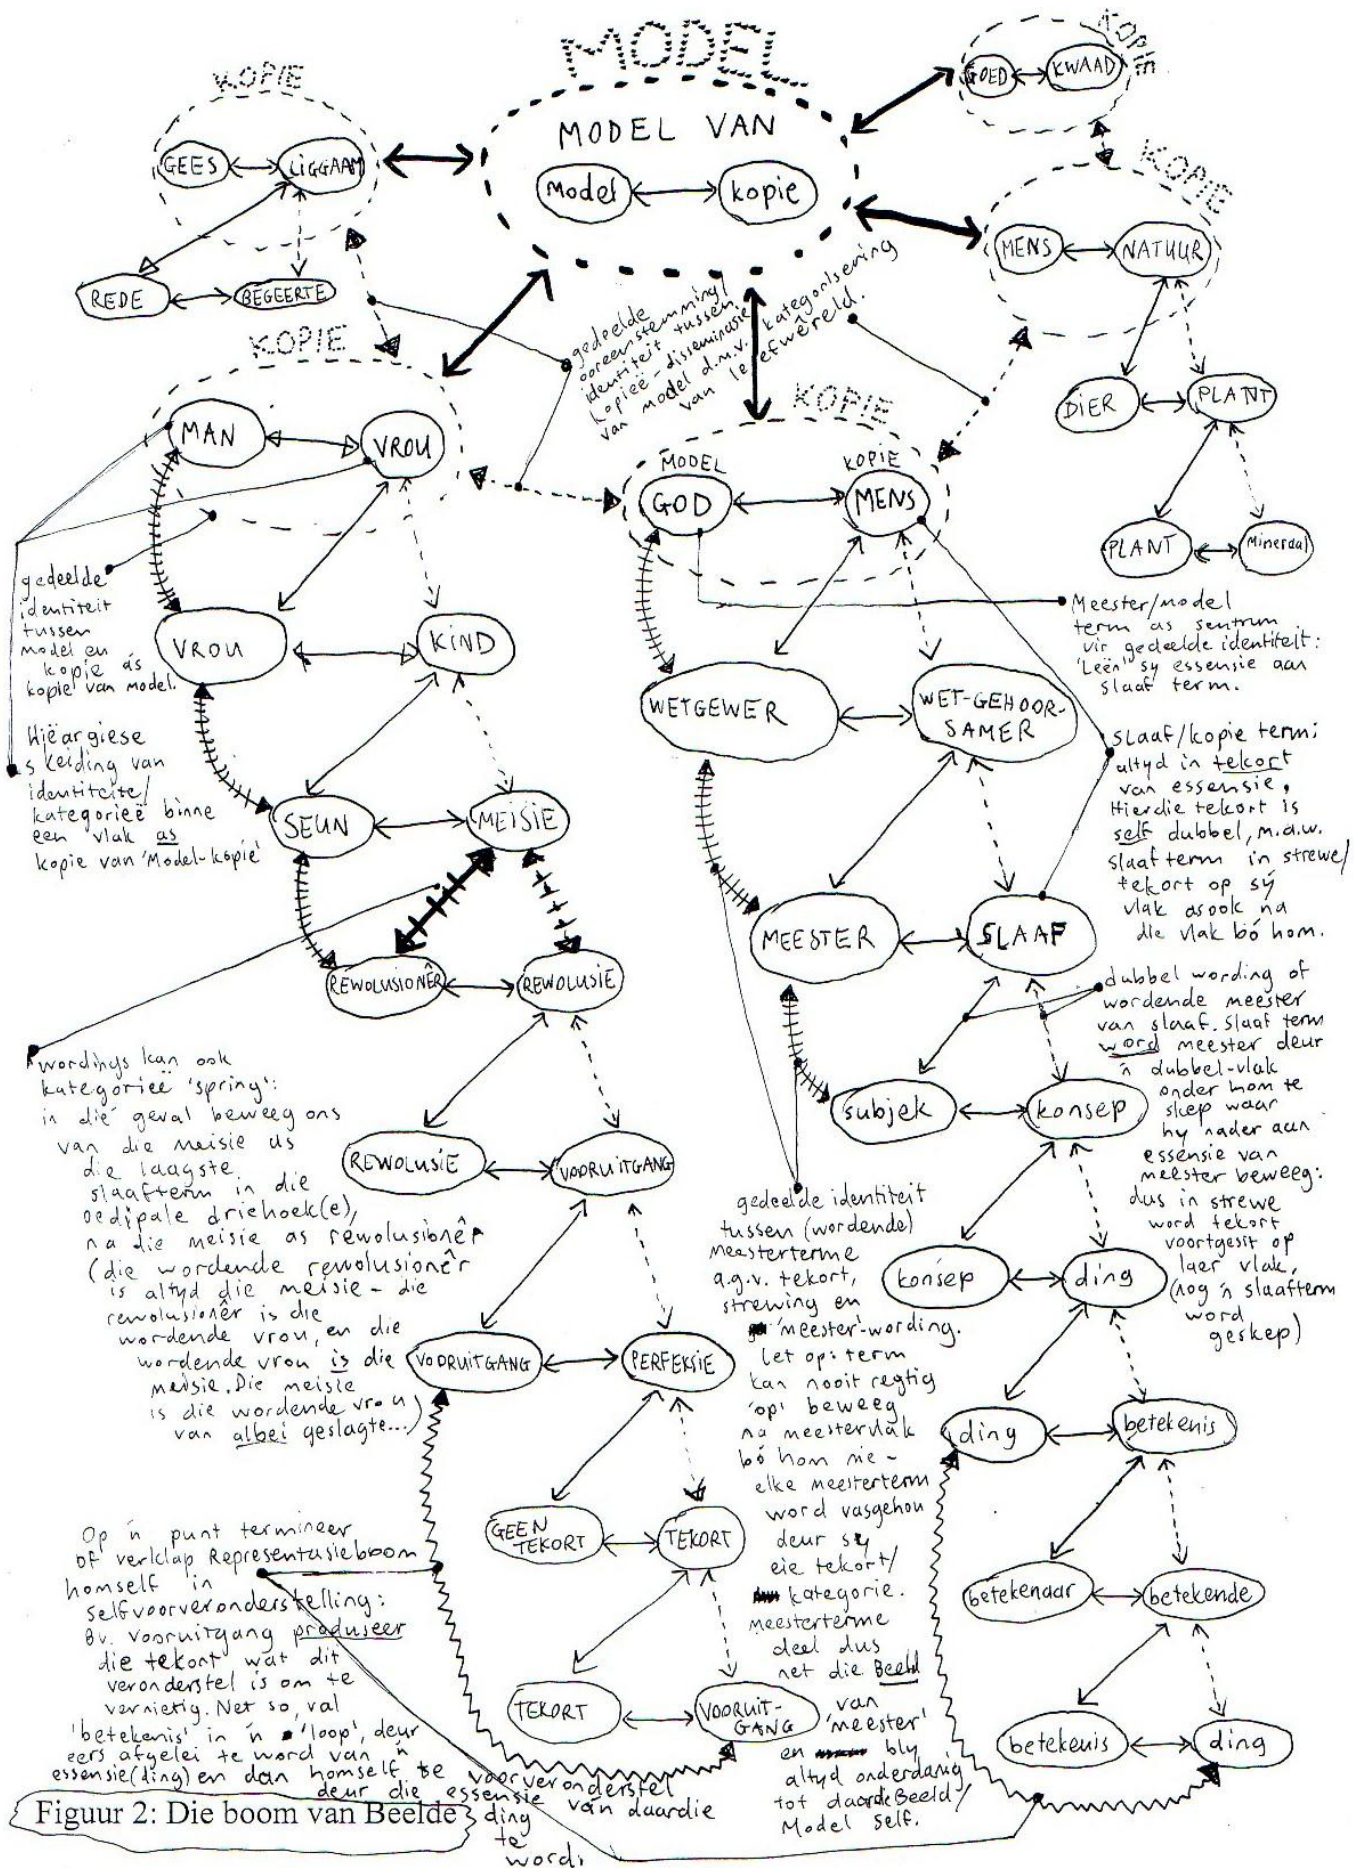 MODEL
MODEL VAN
Model
kopie
KOPIE
GEES
LIGGAAM
REDE
BEGEERTE
KOPIE
GOED
KWAAD
KOPIE
MENS
NATUUR
DIER
PLANT
PLANT
Mineraal
gedeelde
ooreenstemming/
identiteit tussen
kopieë - disseminasie
van model d.m.v. kategorisering
van leefwêreld.
KOPIE
MAN
VROU
VROU
KIND
SEUN
MEISIE
REWOLUSIONÊR
REWOLUSIE
REWOLUSIE
VOORUITGANG
VOORUITGANG
PERFEKSIE
GEEN
TEKORT
TEKORT
TEKORT
VOORUIT-
GANG
KOPIE
MODEL
GOD
KOPIE
MENS
WETGEWER
WET-GEHOOR-
SAMER
MEESTER
SLAAF
subjek
konsep
konsep
ding
ding
betekenis
betekenaar
betekende
betekenis
ding
gedeelde
identiteit
tussen
model en
kopie ás
kopie van model.
Hiëargiese
skeiding van
identiteite/
kategorieë binne
een vlak as
kopie van 'Model-kopie'
wordings kan ook
kategorieë 'spring':
in dié geval beweeg ons
van die meisie as
die laagste
slaafterm in die
oedipale driehoek(e),
na die meisie as rewolusionêr
(die wordende rewolusionêr
is altyd die meisie - die
rewolusionêr is die
wordende vrou, en die
wordende vrou is die
meisie. Die meisie
is die wordende vrou
van albei geslagte...)
Op 'n punt termineer
of verklap Representasieboom
homself in
selfvoorveronderstelling:
Bv. vooruitgang produseer
die tekort wat dit
veronderstel is om te
vernietig. Net so, val
'betekenis' in 'n 'loop', deur
eers afgelei te word van 'n
essensie(ding) en dan homself te voorveronderstel
deur die essensie van daardie
ding
te
word.
Meester/model
term as sentrum
vir gedeelde identiteit:
'Leën' sy essensie aan
slaaf term.
slaaf/kopie term:
altyd in tekort
van essensie,
Hierdie tekort is
self dubbel, m.a.w.
slaaf term in strewe/
tekort op sy
vlak asook na
die vlak bó hom.
dubbel wording of
wordende meester
van slaaf. Slaaf term
word meester deur
'n dubbel-vlak
onder hom te
skep waar
hy nader aan
essensie van
meester beweeg:
dus in strewe
word tekort
voortgesit op
laer vlak,
(nog 'n slaafterm
word
geskep)
gedeelde identiteit
tussen (wordende)
meesterterme
a.g.v. tekort,
strewing en
'meester'-wording.
Let op: term
kan nooit regtig
'op' beweeg
na meestervlak
bó hom nie -
elke meesterterm
word vasgehou
deur sy
eie tekort/
kategorie.
Meesterterme
deel dus
net die Beeld
van
'meester'
en bly
altyd onderdanig
tot daardie Beeld/
Model self.
Figuur 2: Die boom van Beelde